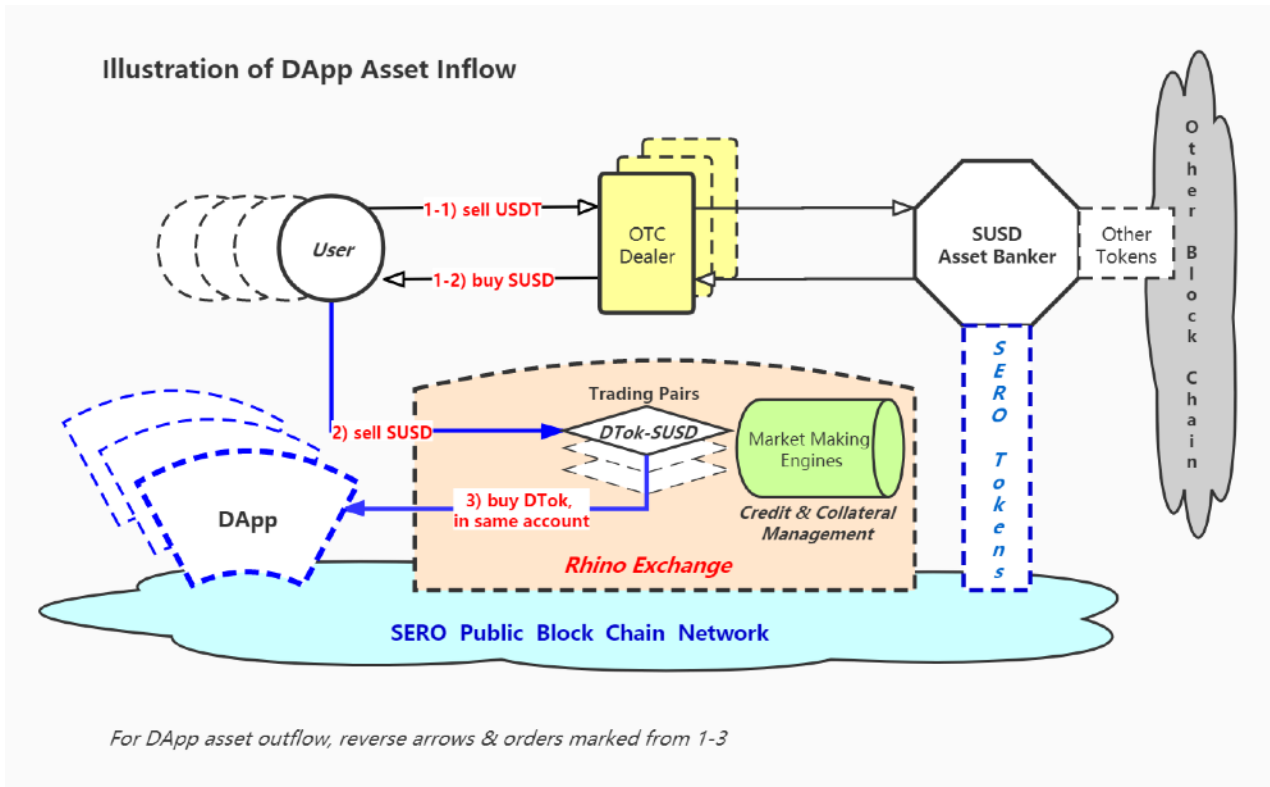 Illustration of DApp Asset Inflow
Other Block Chain
1-1) sell USDT
User
OTC
Dealer
SUSD
Asset Banker
Other
Tokens
1-2) buy SUSD
SERO Tokens
Trading Pairs
2) sell SUSD
DTok-SUSD
Market Making
Engines
3) buy DTok,
in same account
DApp
Credit & Collateral
Management
Rhino Exchange
SERO Public Block Chain Network
For DApp asset outflow, reverse arrows & orders marked from 1-3